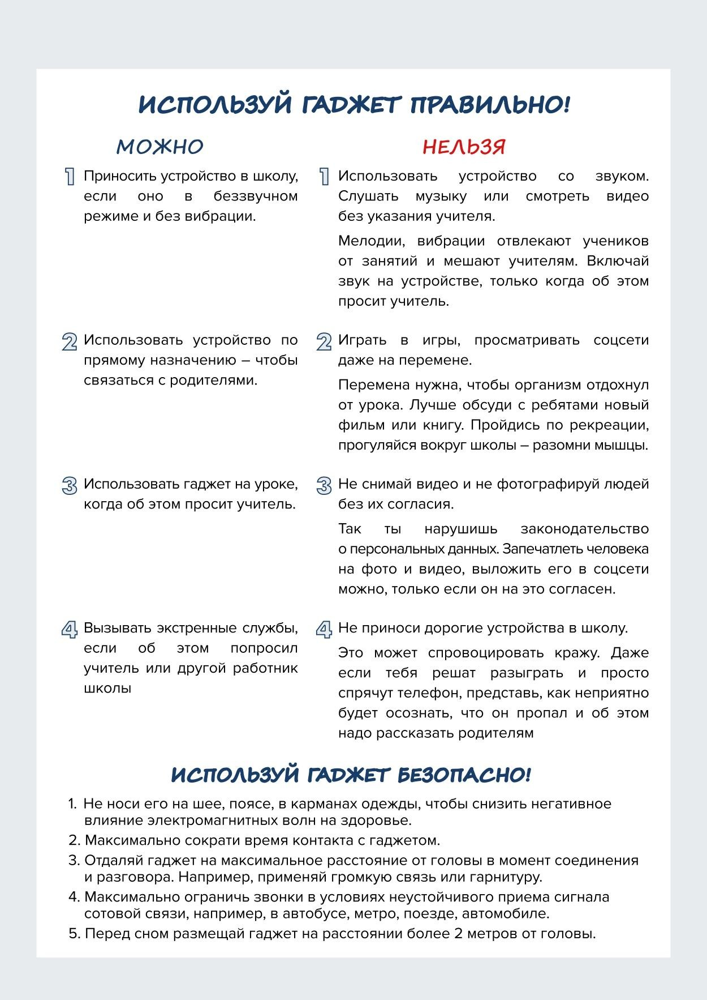 ИСПОЛЬЗУЙ ГАДЖЕТ ПРАВИЛЬНО!
МОЖНО
1 Приносить устройство в школу,
если оно в беззвучном
режиме и без вибрации.
2 Использовать устройство по
прямому назначению – чтобы
связаться с родителями.
3 Использовать гаджет на уроке,
когда об этом просит учитель.
4 Вызывать экстренные службы,
если об этом попросил
учитель или другой работник
школы
НЕЛЬЗЯ
1 Использовать устройство со звуком.
Слушать музыку или смотреть видео
без указания учителя.
Мелодии, вибрации отвлекают учеников
от занятий и мешают учителям. Включай
звук на устройстве, только когда об этом
просит учитель.
2 Играть в игры, просматривать соцсети
даже на перемене.
Перемена нужна, чтобы организм отдохнул
от урока. Лучше обсуди с ребятами новый
фильм или книгу. Пройдись по рекреации,
прогуляйся вокруг школы – разомни мышцы.
3 Не снимай видео и не фотографируй людей
без их согласия.
Так ты нарушишь законодательство
о персональных данных. Запечатлеть человека
на фото и видео, выложить его в соцсети
можно, только если он на это согласен.
4 Не приноси дорогие устройства в школу.
Это может спровоцировать кражу. Даже
если тебя решат разыграть и просто
спрячут телефон, представь, как неприятно
будет осознать, что он пропал и об этом
надо рассказать родителям
ИСПОЛЬЗУЙ ГАДЖЕТ БЕЗОПАСНО!
1. Не носи его на шее, поясе, в карманах одежды, чтобы снизить негативное
влияние электромагнитных волн на здоровье.
2. Максимально сократи время контакта с гаджетом.
3. Отдаляй гаджет на максимальное расстояние от головы в момент соединения
и разговора. Например, применяй громкую связь или гарнитуру.
4. Максимально ограничь звонки в условиях неустойчивого приема сигнала
сотовой связи, например, в автобусе, метро, поезде, автомобиле.
5. Перед сном размещай гаджет на расстоянии более 2 метров от головы.